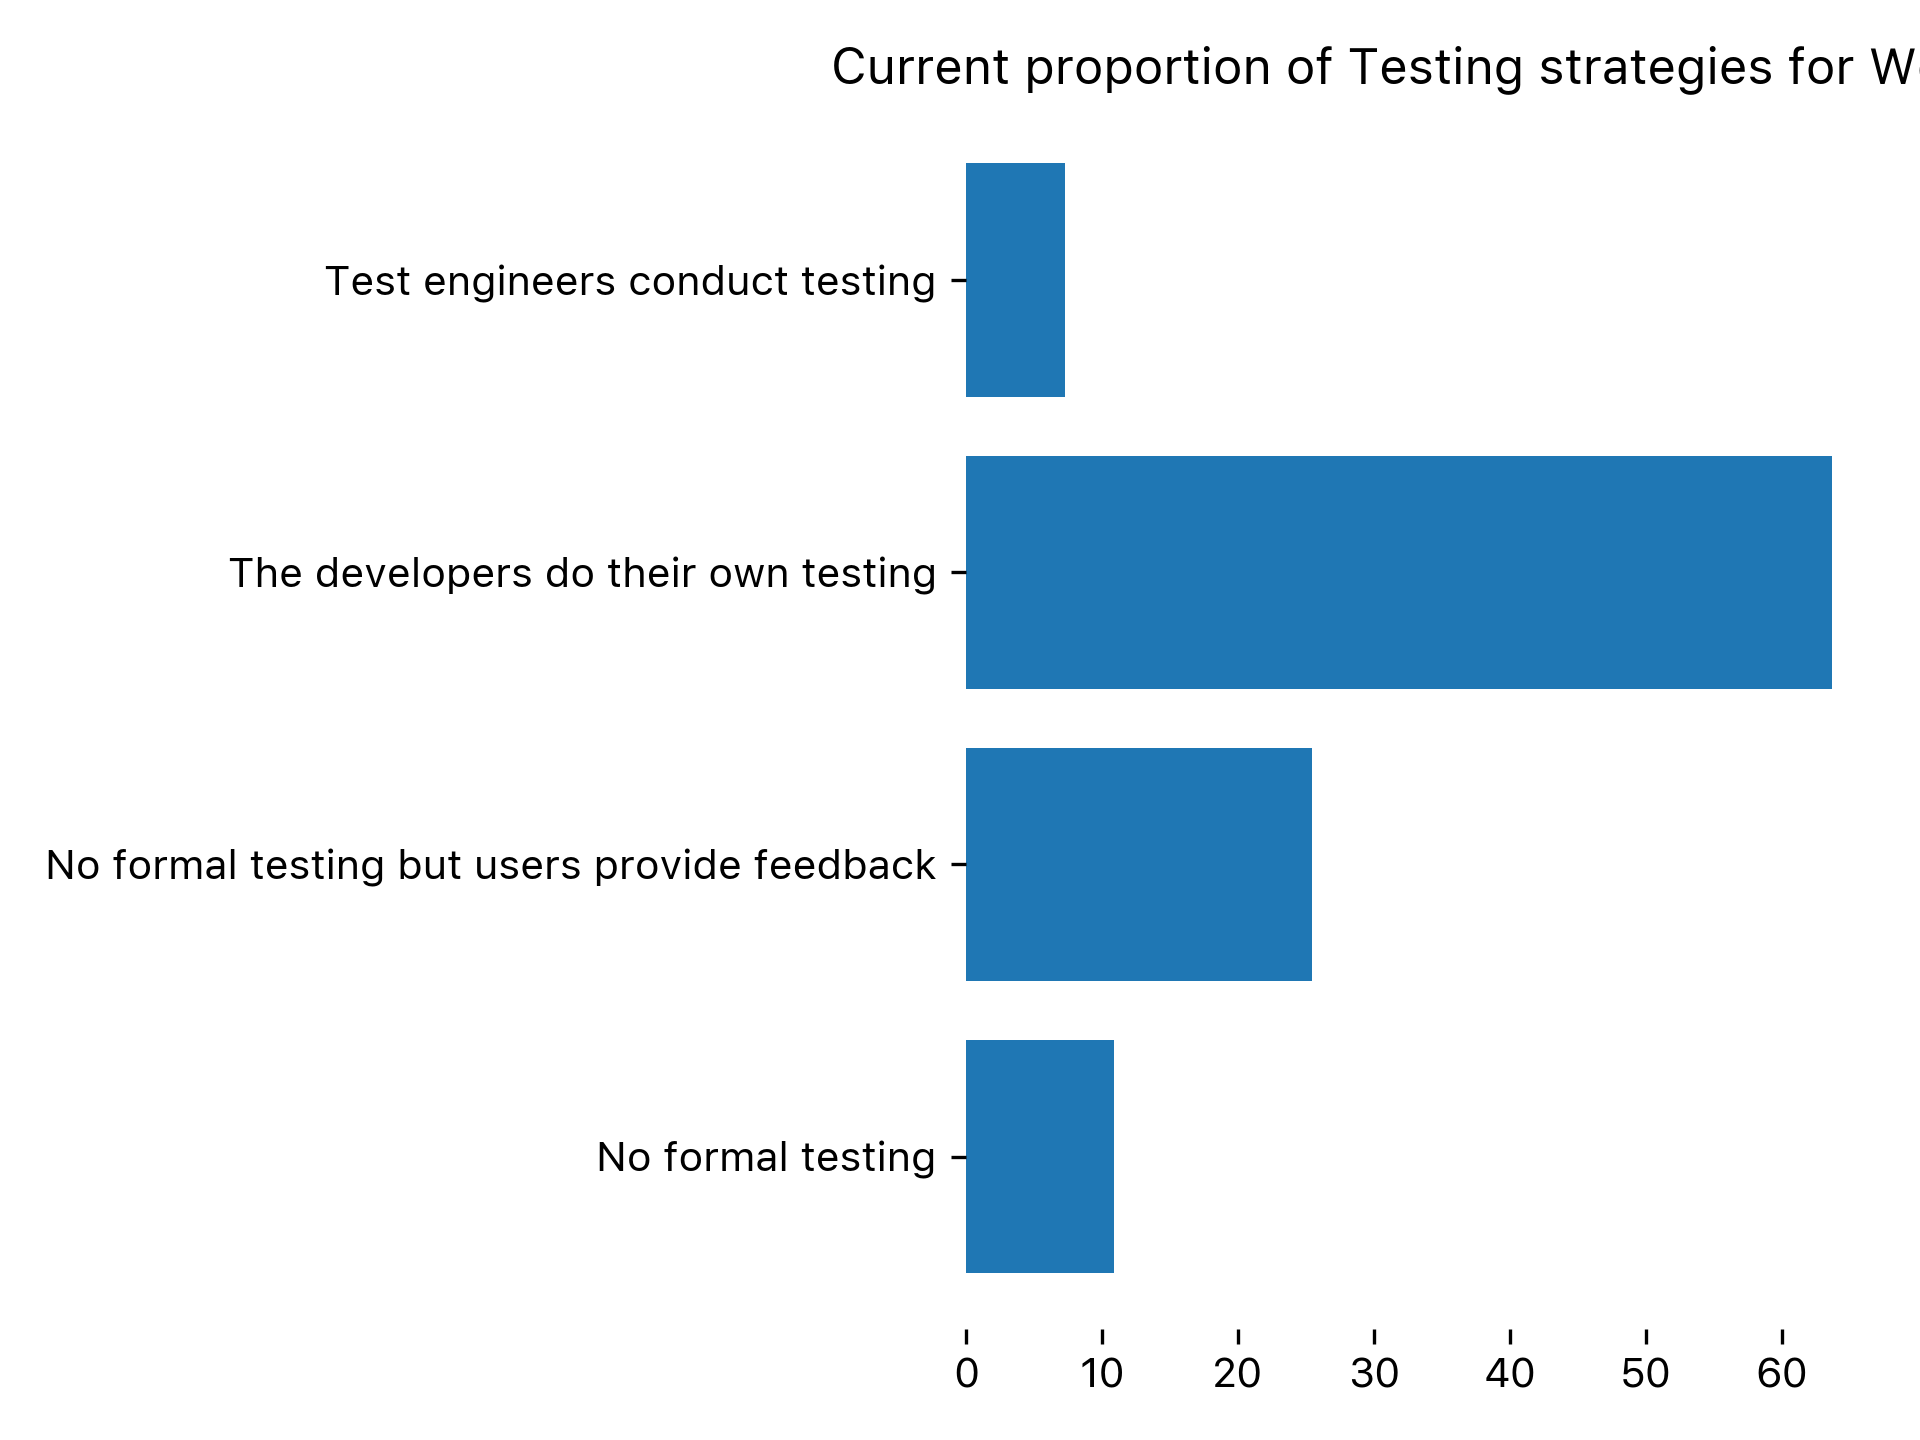 Current proportion of Testing strategies for
Test engineers conduct testing
The developers do their own testing
No formal testing but users provide feedback
No formal testing
0 10 20 30 40 50 60